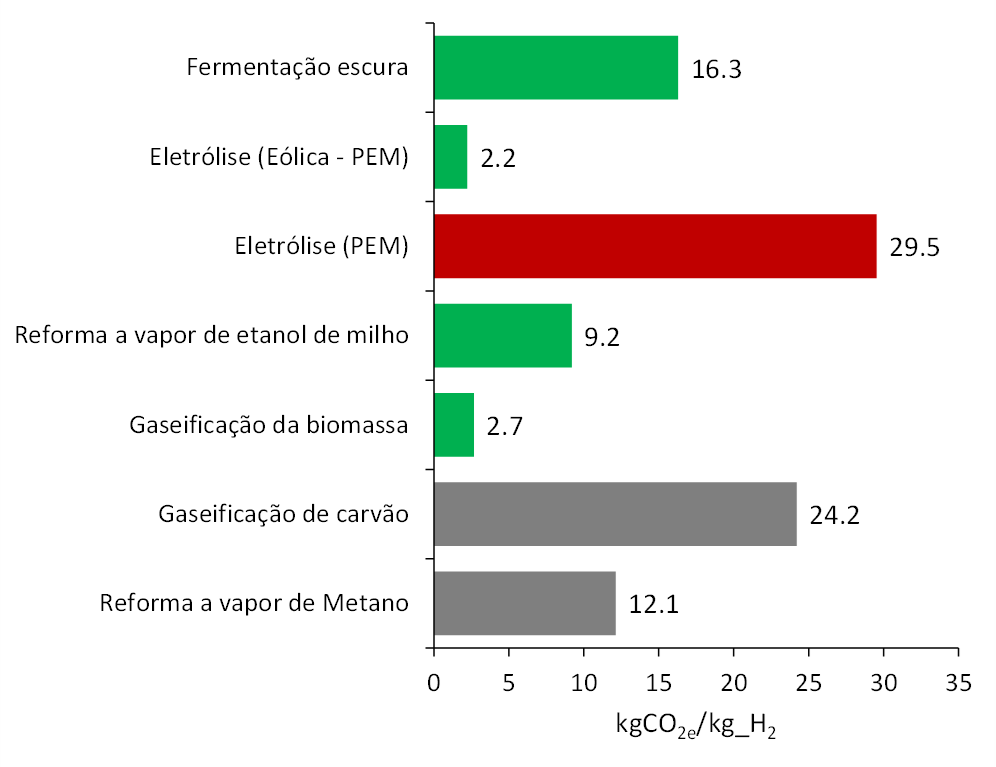 Fermentação escura 16.3
Eletrólise (Eólica - PEM) 2.2
Eletrólise (PEM) 29.5
Reforma a vapor de etanol de milho 9.2
Gaseificação da biomassa 2.7
Gaseificação de carvão 24.2
Reforma a vapor de Metano 12.1
0 5 10 15 20 25 30 35
kgCO₂ₑ/kg_H₂